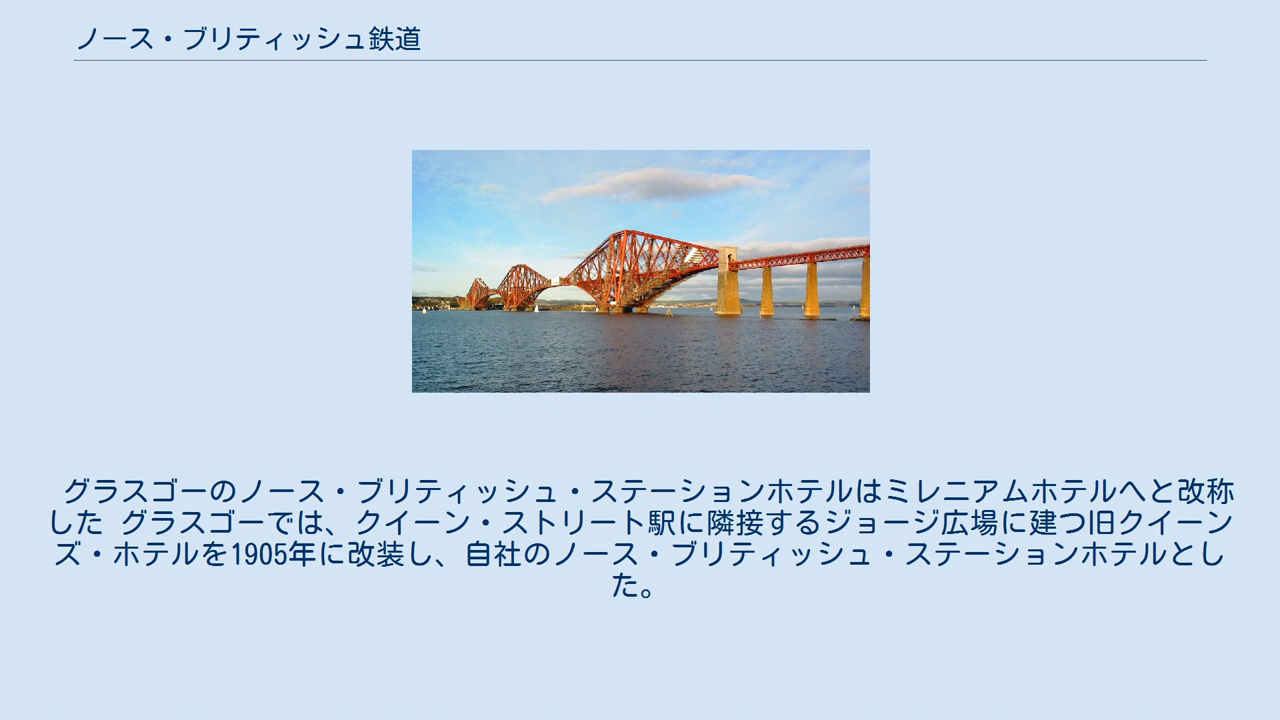 ノース・ブリティッシュ鉄道
グラスゴーのノース・ブリティッシュ・ステーションホテルはミレニアムホテルへと改称
した グラスゴーでは、クイーン・ストリート駅に隣接するジョージ広場に建つ旧クイーン
ズ・ホテルを1905年に改装し、自社のノース・ブリティッシュ・ステーションホテルとし
た。